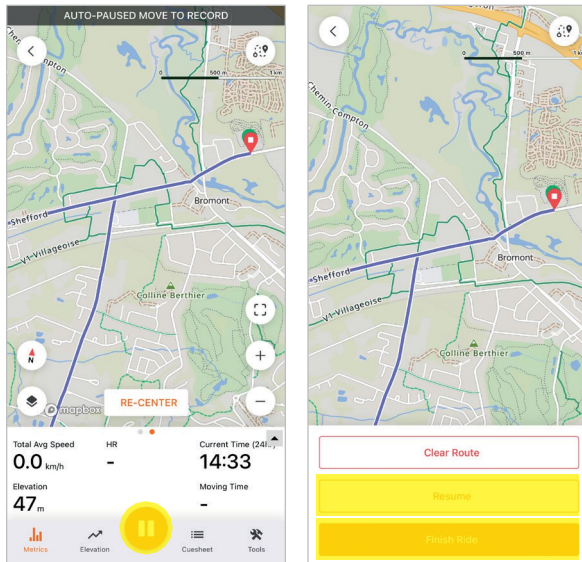 AUTO-PAUSED MOVE TO RECORD
Chemin Compton
0 500 m 1 km
Bromont
Shefford
V1-Villageoise
Colline Berthier
N
mapbox
RE-CENTER
Total Avg Speed
0.0 km/h
HR
-
Current Time (24h
14:33
Elevation
47 m
Moving Time
-
Metrics
Elevation
Cuesheet
Tools
0 500 m 1 k
Chemin Compton
Bromont
Shefford
V1-Villageoise
Colline Berthier
Clear Route
Resume
Finish Ride